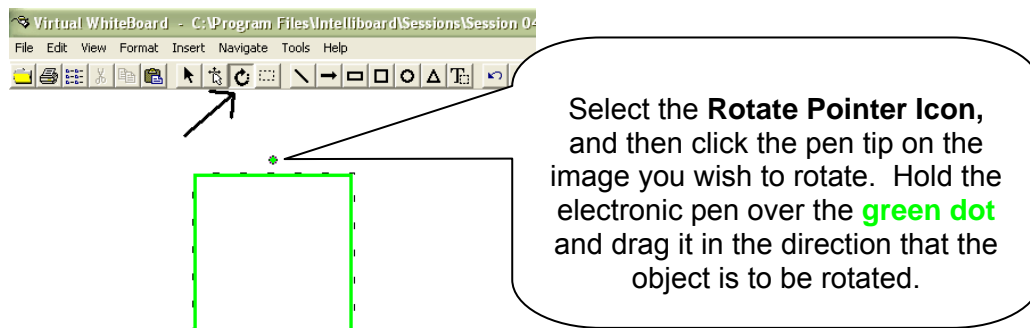 Virtual WhiteBoard - C:\Program Files\Intelliboard\Sessions\Session 04
File Edit View Format Insert Navigate Tools Help
Select the Rotate Pointer Icon,
and then click the pen tip on the
image you wish to rotate. Hold the
electronic pen over the green dot
and drag it in the direction that the
object is to be rotated.